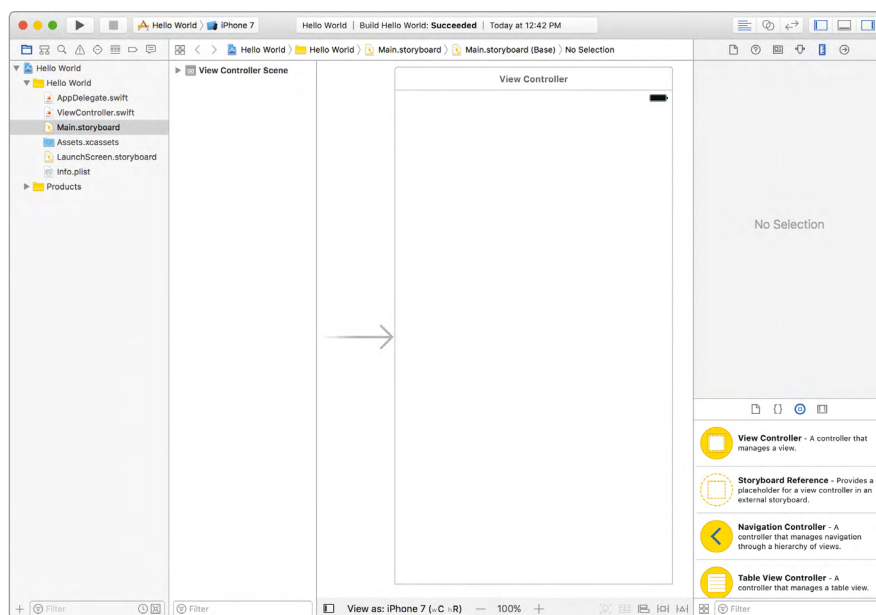 Hello World iPhone 7
Hello World | Build Hello World: Succeeded | Today at 12:42 PM
Hello World Hello World Main.storyboard Main.storyboard (Base) No Selection
Hello World
Hello World
AppDelegate.swift
ViewController.swift
Main.storyboard
Assets.xcassets
LaunchScreen.storyboard
Info.plist
Products
View Controller Scene
View Controller
No Selection
View Controller - A controller that
manages a view.
Storyboard Reference - Provides a
placeholder for a view controller in an
external storyboard.
Navigation Controller - A
controller that manages navigation
through a hierarchy of views.
Table View Controller - A
controller that manages a table view.
Filter
Filter
View as: iPhone 7 (wC hR) — 100% +
Filter